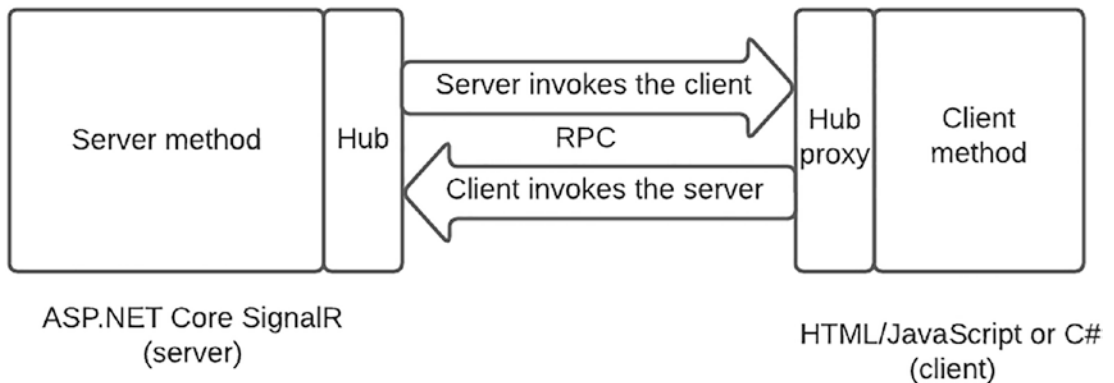 Server method
Hub
Server invokes the client
RPC
Client invokes the server
Hub
proxy
Client
method
ASP.NET Core SignalR
(server)
HTML/JavaScript or C#
(client)